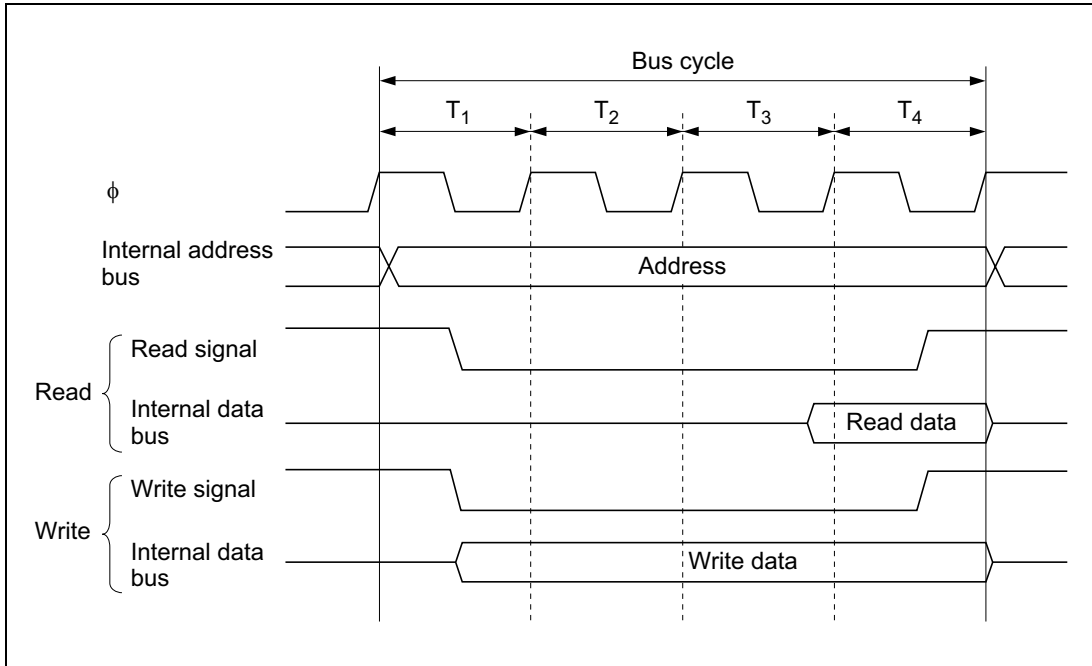 Bus cycle
T₁ T₂ T₃ T₄
ϕ
Internal address
bus
Address
Read
Read signal
Internal data
bus
Read data
Write
Write signal
Internal data
bus
Write data